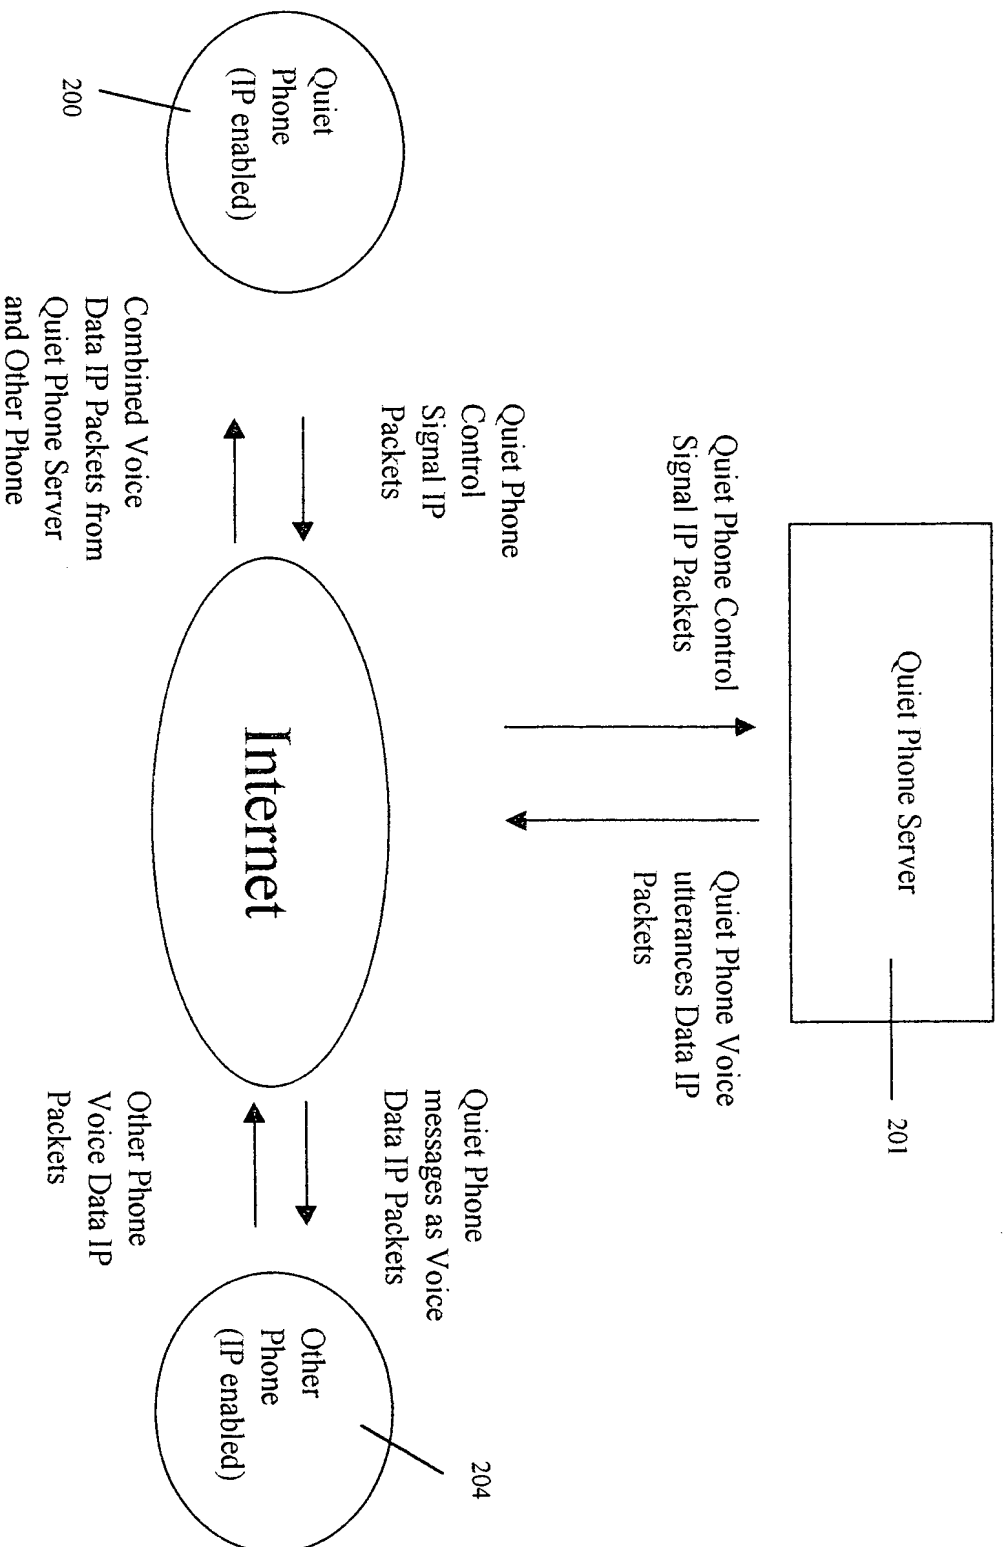 Quiet Phone Server
201
Quiet Phone Control
Signal IP Packets
Quiet Phone Voice
utterances Data IP
Packets
Quiet Phone
Control
Signal IP
Packets
Quiet Phone
messages as Voice
Data IP Packets
204
Quiet
Phone
(IP enabled)
200
Internet
Other
Phone
(IP enabled)
Combined Voice
Data IP Packets from
Quiet Phone Server
and Other Phone
Other Phone
Voice Data IP
Packets